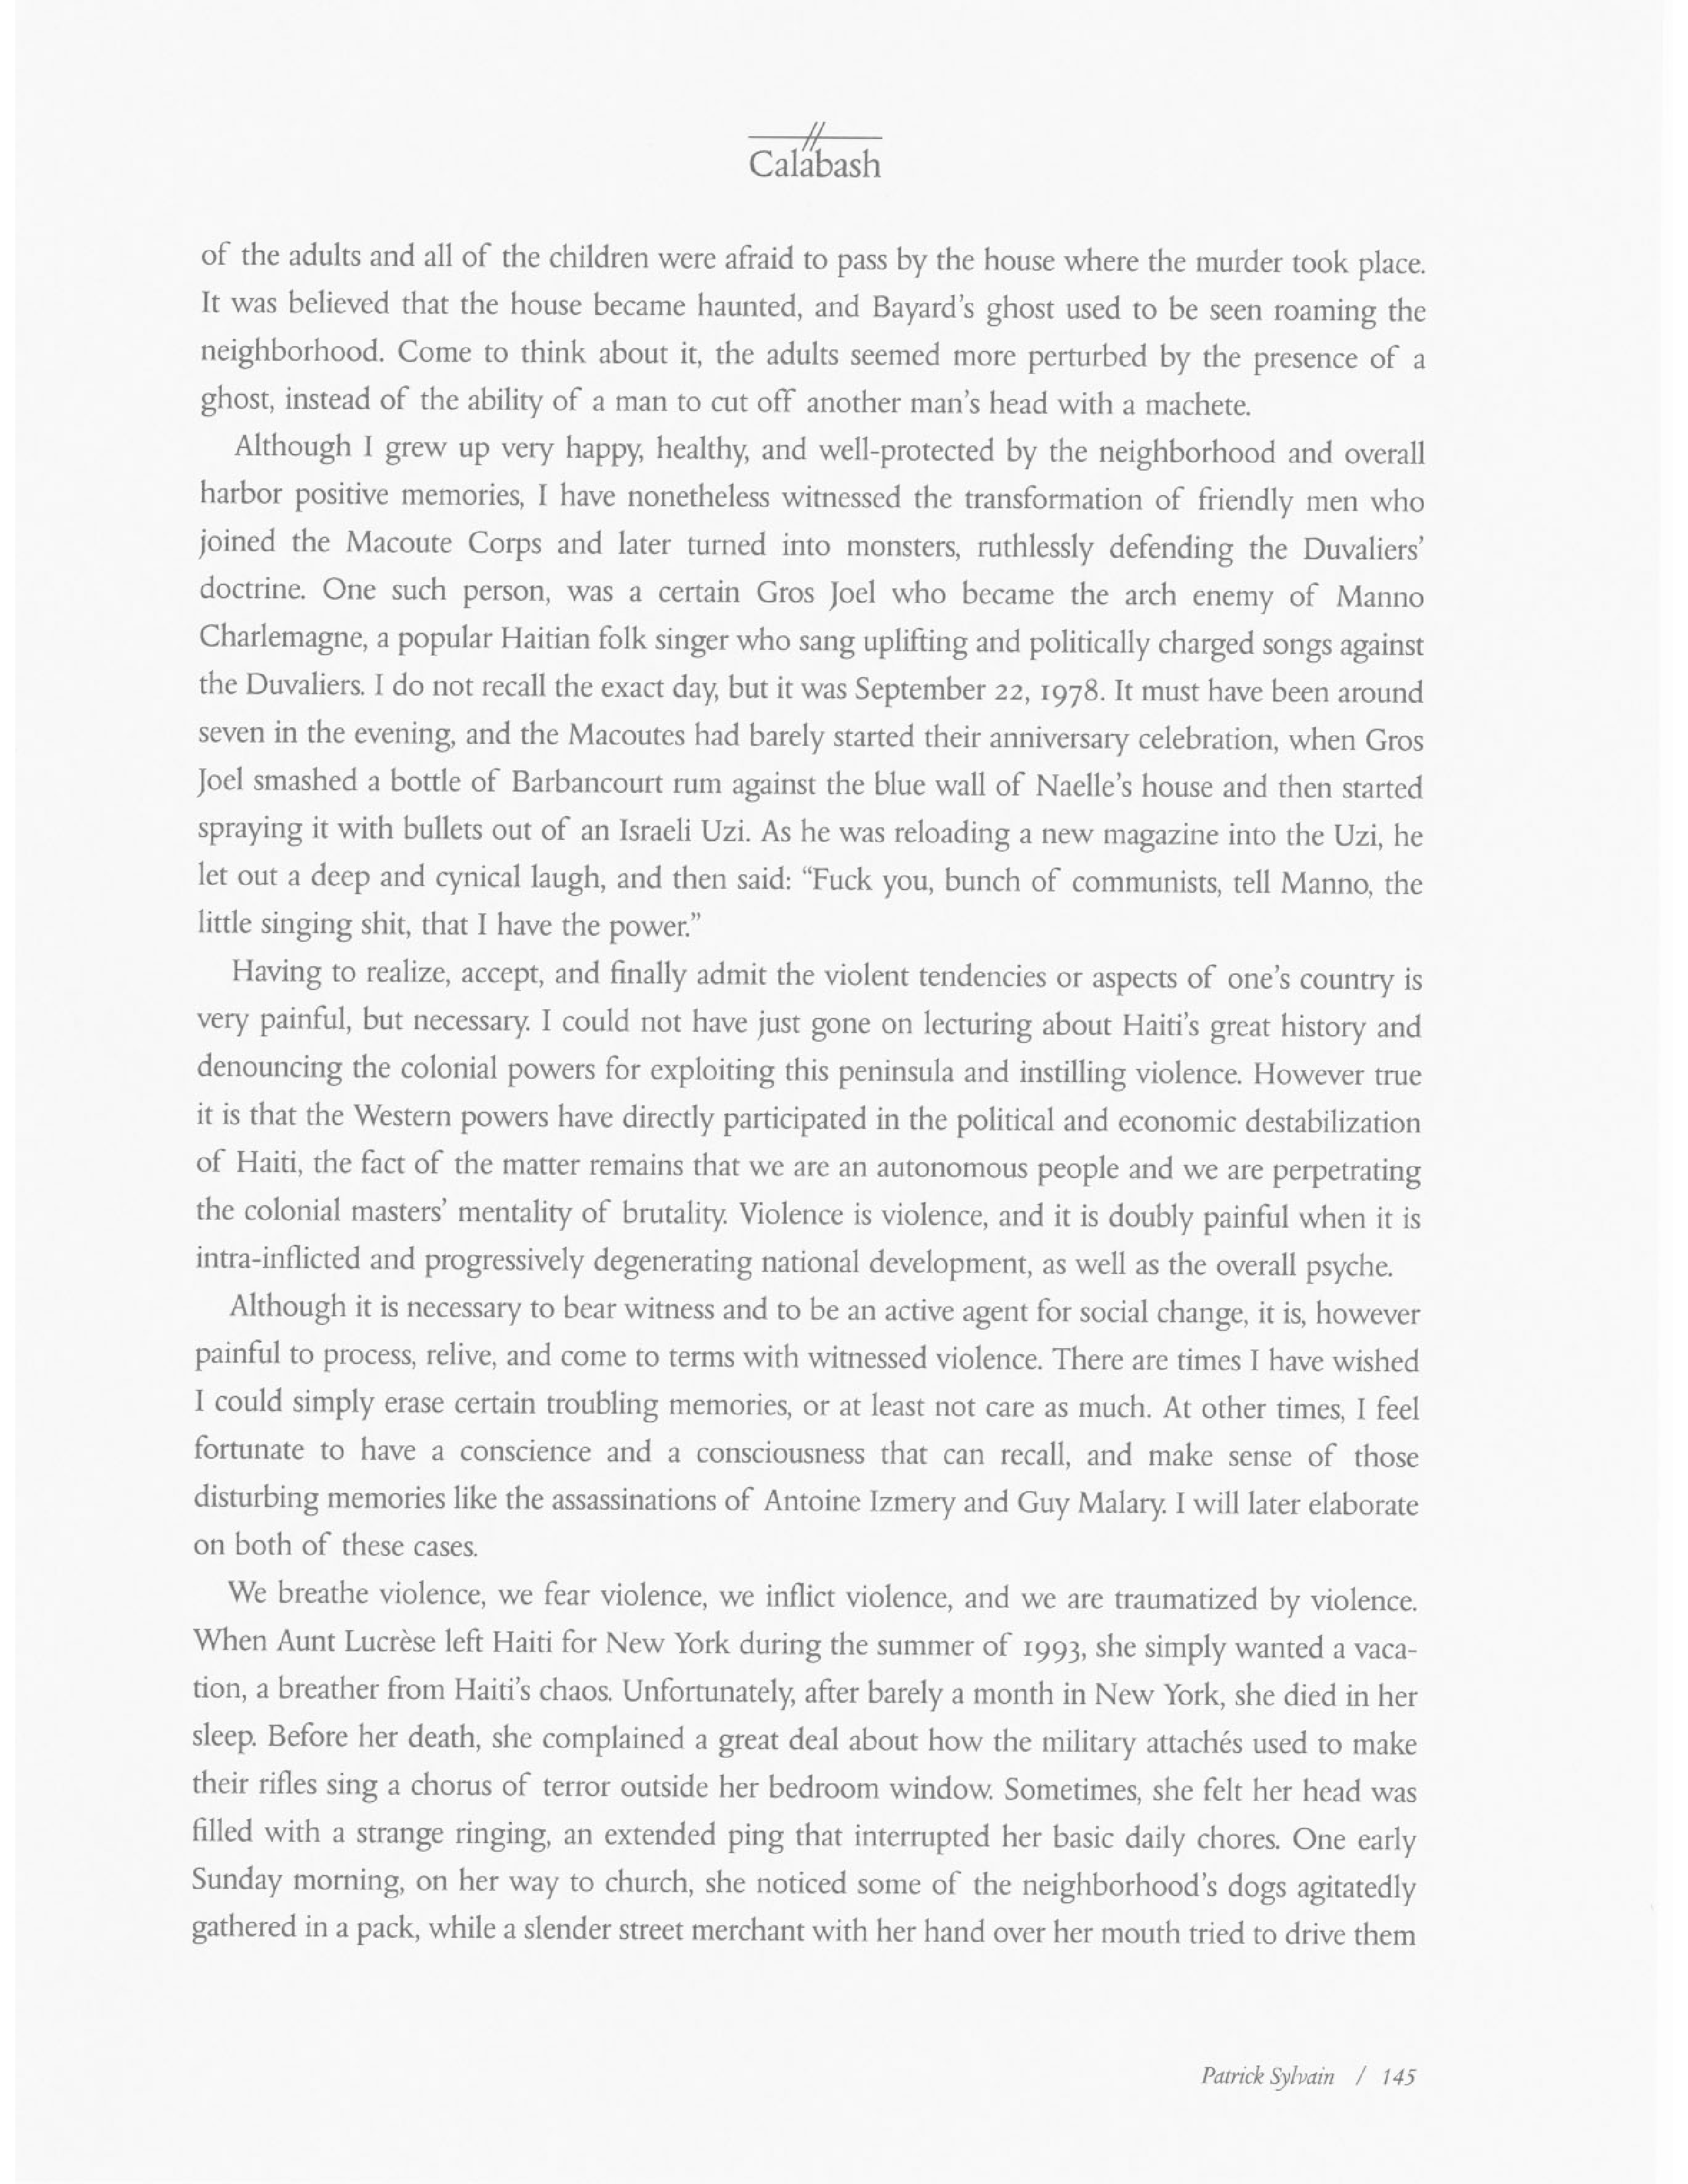 Calabash
of the adults and all of the children were afraid to pass by the house where the murder took place.
It was believed that the house became haunted, and Bayard's ghost used to be seen roaming the
neighborhood. Come to think about it, the adults seemed more perturbed by the presence of a
ghost, instead of the ability of a man to cut off another man's head with a machete.
Although I grew up very happy, healthy, and well-protected by the neighborhood and overall
harbor positive memories, I have nonetheless witnessed the transformation of friendly men who
joined the Macoute Corps and later turned into monsters, ruthlessly defending the Duvaliers'
doctrine. One such person, was a certain Gros Joel who became the arch enemy of Manno
Charlemagne, a popular Haitian folk singer who sang uplifting and politically charged songs against
the Duvaliers. I do not recall the exact day, but it was September 22, 1978. It must have been around
seven in the evening, and the Macoutes had barely started their anniversary celebration, when Gros
Joel smashed a bottle of Barbancourt rum against the blue wall of Naelle's house and then started
spraying it with bullets out of an Israeli Uzi. As he was reloading a new magazine into the Uzi, he
let out a deep and cynical laugh, and then said: “Fuck you, bunch of communists, tell Manno, the
little singing shit, that I have the power.”
Having to realize, accept, and finally admit the violent tendencies or aspects of one's country is
very painful, but necessary. I could not have just gone on lecturing about Haiti's great history and
denouncing the colonial powers for exploiting this peninsula and instilling violence. However true
it is that the Western powers have directly participated in the political and economic destabilization
of Haiti, the fact of the matter remains that we are an autonomous people and we are perpetrating
the colonial masters' mentality of brutality. Violence is violence, and it is doubly painful when it is
intra-inflicted and progressively degenerating national development, as well as the overall psyche.
Although it is necessary to bear witness and to be an active agent for social change, it is, however
painful to process, relive, and come to terms with witnessed violence. There are times I have wished
I could simply erase certain troubling memories, or at least not care as much. At other times, I feel
fortunate to have a conscience and a consciousness that can recall, and make sense of those
disturbing memories like the assassinations of Antoine Izmery and Guy Malary. I will later elaborate
on both of these cases.
We breathe violence, we fear violence, we inflict violence, and we are traumatized by violence.
When Aunt Lucrèse left Haiti for New York during the summer of 1993, she simply wanted a vaca-
tion, a breather from Haiti's chaos. Unfortunately, after barely a month in New York, she died in her
sleep. Before her death, she complained a great deal about how the military attachés used to make
their rifles sing a chorus of terror outside her bedroom window. Sometimes, she felt her head was
filled with a strange ringing, an extended ping that interrupted her basic daily chores. One early
Sunday morning, on her way to church, she noticed some of the neighborhood's dogs agitatedly
gathered in a pack, while a slender street merchant with her hand over her mouth tried to drive them
Patrick Sylvain / 145